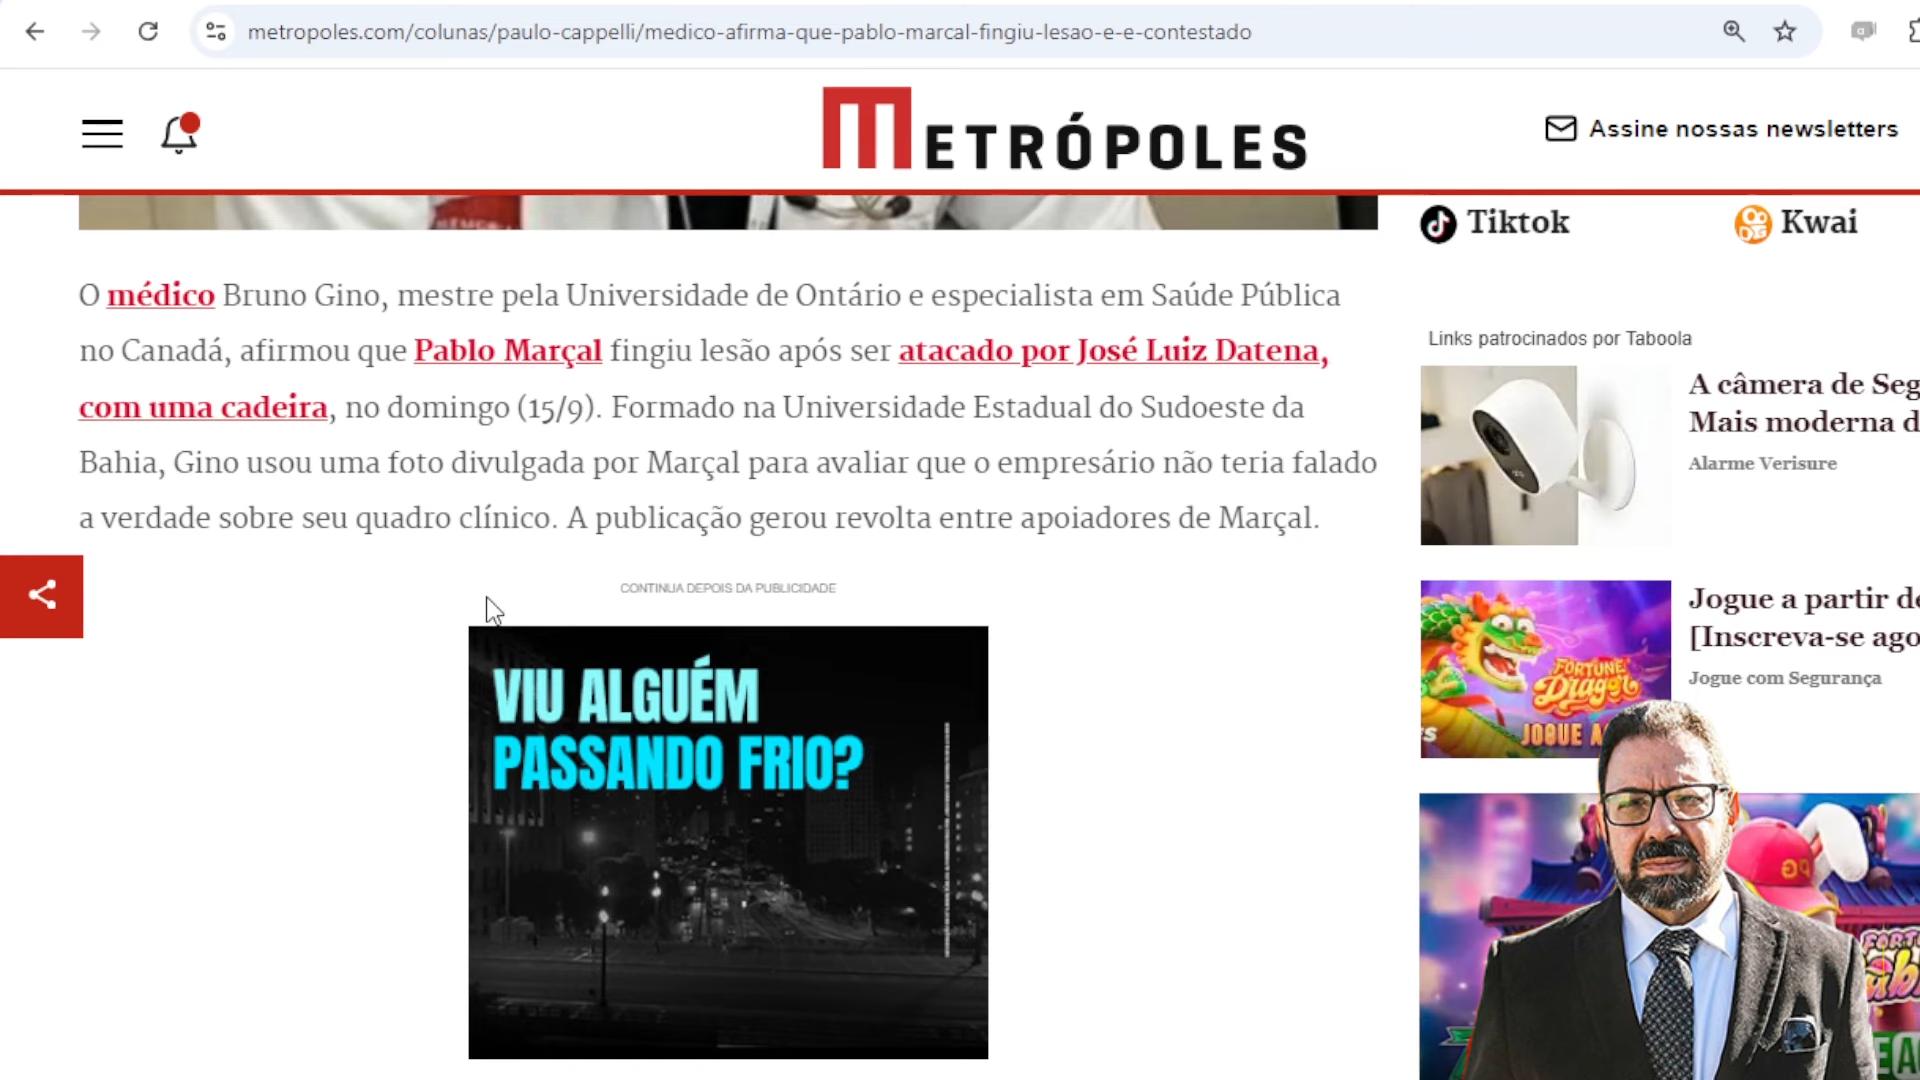 metropoles.com/colunas/paulo-cappelli/medico-afirma-que-pablo-marcal-fingiu-lesao-e-e-contestado
METRÓPOLES
Assine nossas newsletters
Tiktok
Kwai
O médico Bruno Gino, mestre pela Universidade de Ontário e especialista em Saúde Pública
no Canadá, afirmou que Pablo Marçal fingiu lesão após ser atacado por José Luiz Datena,
com uma cadeira, no domingo (15/9). Formado na Universidade Estadual do Sudoeste da
Bahia, Gino usou uma foto divulgada por Marçal para avaliar que o empresário não teria falado
a verdade sobre seu quadro clínico. A publicação gerou revolta entre apoiadores de Marçal.
CONTINUA DEPOIS DA PUBLICIDADE
VIU ALGUÉM
PASSANDO FRIO?
Links patrocinados por Taboola
A câmera de Seg
Mais moderna d
Alarme Verisure
Jogue a partir de
[Inscreva-se ago
Jogue com Segurança
FORTUNE
Dragon
JOGUE A